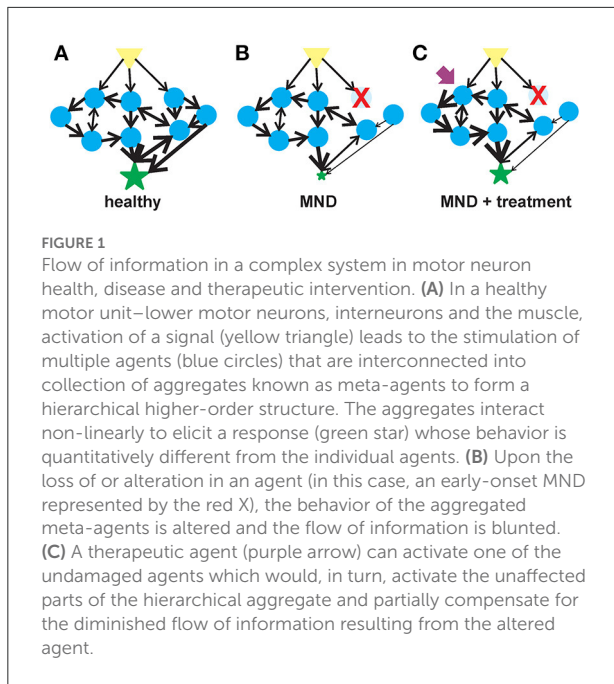 A B C
X X
healthy MND MND + treatment
FIGURE 1
Flow of information in a complex system in motor neuron
health, disease and therapeutic intervention. (A) In a healthy
motor unit–lower motor neurons, interneurons and the muscle,
activation of a signal (yellow triangle) leads to the stimulation of
multiple agents (blue circles) that are interconnected into
collection of aggregates known as meta-agents to form a
hierarchical higher-order structure. The aggregates interact
non-linearly to elicit a response (green star) whose behavior is
quantitatively different from the individual agents. (B) Upon the
loss of or alteration in an agent (in this case, an early-onset MND
represented by the red X), the behavior of the aggregated
meta-agents is altered and the flow of information is blunted.
(C) A therapeutic agent (purple arrow) can activate one of the
undamaged agents which would, in turn, activate the unaffected
parts of the hierarchical aggregate and partially compensate for
the diminished flow of information resulting from the altered
agent.